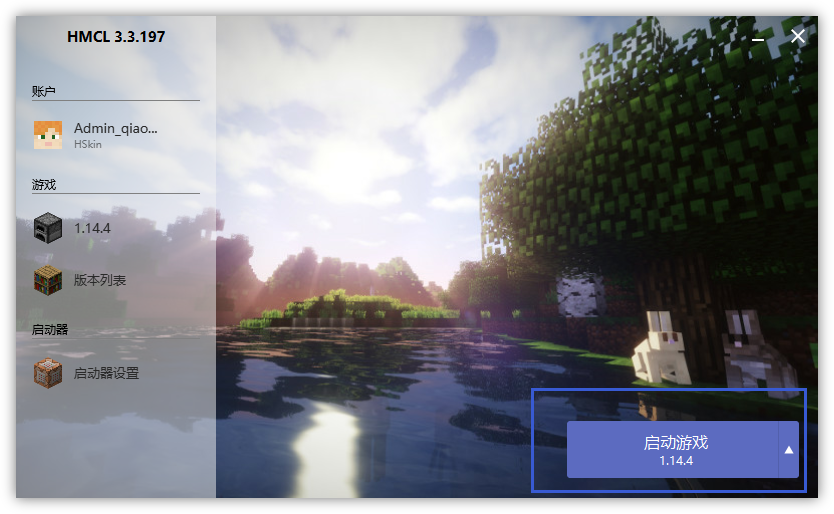 HMCL 3.3.197
账户
Admin_qiao...
HSkin
游戏
1.14.4
版本列表
启动器
启动器设置
启动游戏
1.14.4